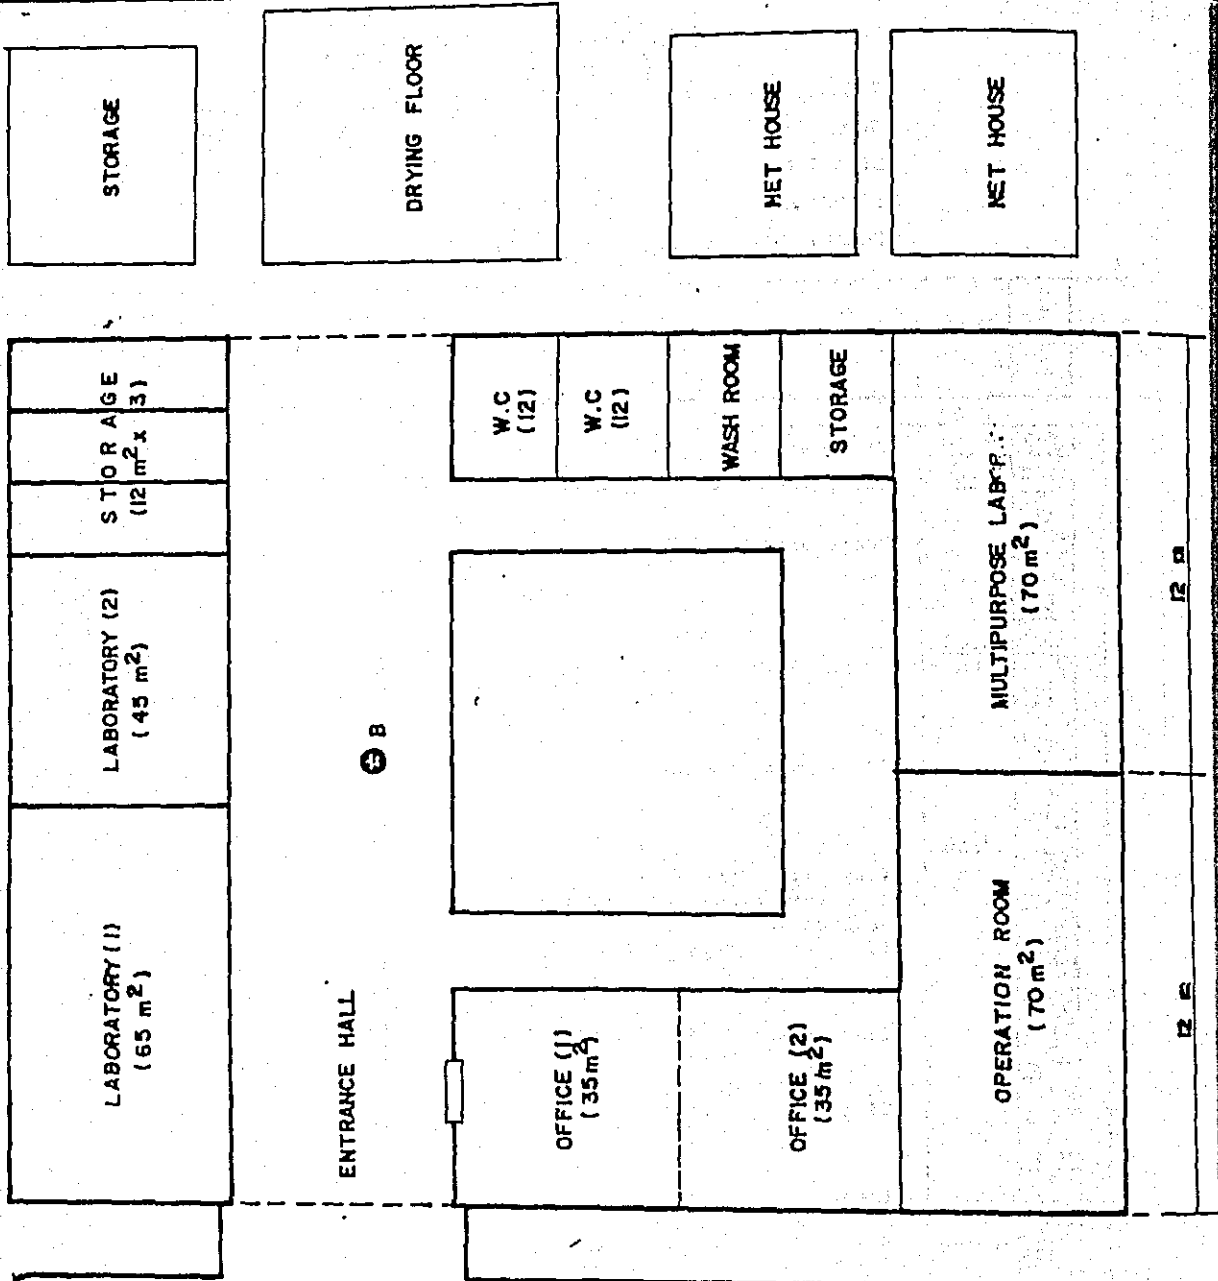 STORAGE
DRYING FLOOR
NET HOUSE
NET HOUSE
STORAGE
(12 m² x 3)
LABORATORY (2)
(45 m²)
LABORATORY (1)
(65 m²)
B
ENTRANCE HALL
W.C
(12)
W.C
(12)
WASH ROOM
STORAGE
MULTIPURPOSE
(70 m²)
OFFICE (1)
(35 m²)
OFFICE (2)
(35 m²)
OPERATION ROOM
(70 m²)
12 m
12 m